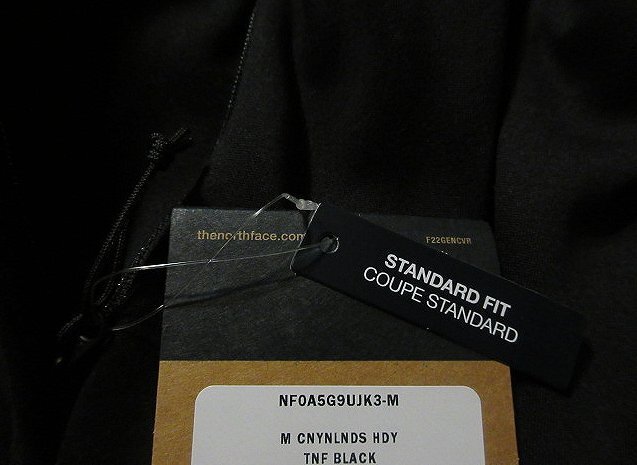 thenorthface.com
F22GENCVR
STANDARD FIT
COUPE STANDARD
NF0A5G9UJK3-M
M CNYNLNDS HDY
TNF BLACK